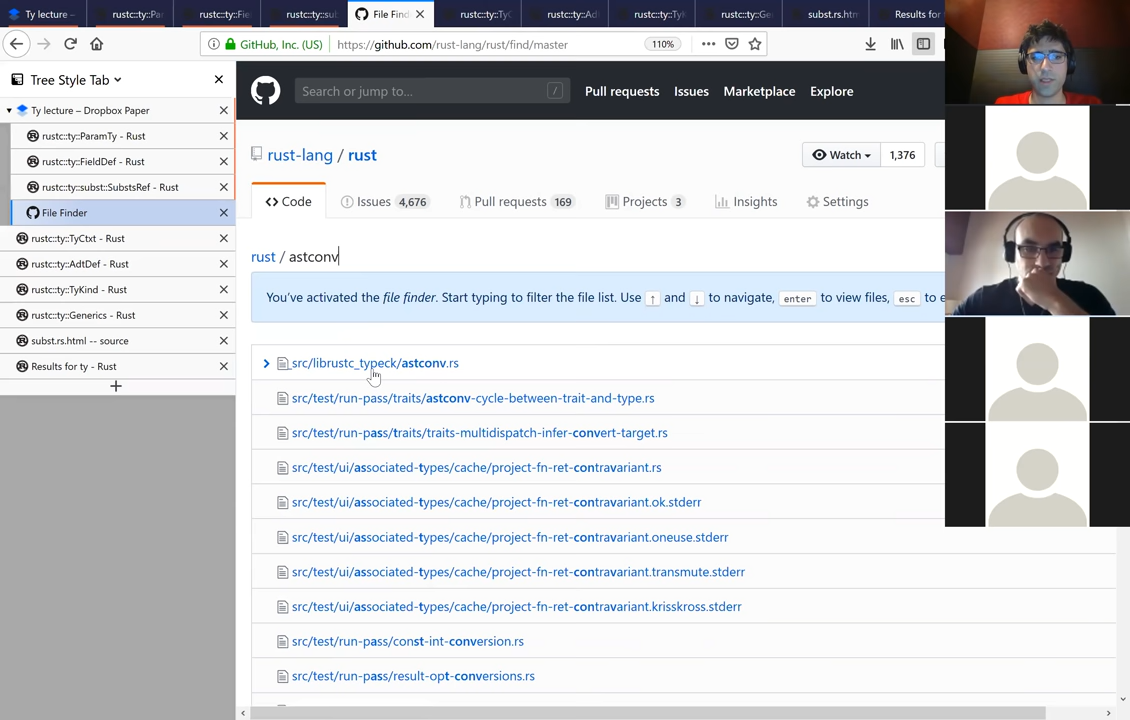 Ty lecture – Dropbox Pa
rustc::ty::Par
rustc::ty::Fie
rustc::ty::sub
File Find
rustc::ty::TyC
rustc::ty::Ad
rustc::ty::TyK
rustc::ty::Ge
subst.rs.htm
Results for
GitHub, Inc. (US)
https://github.com/rust-lang/rust/find/master
110%
Tree Style Tab
Ty lecture – Dropbox Paper
rustc::ty::ParamTy - Rust
rustc::ty::FieldDef - Rust
rustc::ty::subst::SubstsRef - Rust
File Finder
rustc::ty::TyCtxt - Rust
rustc::ty::AdtDef - Rust
rustc::ty::TyKind - Rust
rustc::ty::Generics - Rust
subst.rs.html -- source
Results for ty - Rust
Search or jump to...
/
Pull requests
Issues
Marketplace
Explore
rust-lang / rust
Watch
1,376
Code
Issues 4,676
Pull requests 169
Projects 3
Insights
Settings
rust / astconv
You've activated the file finder. Start typing to filter the file list. Use ↑ and ↓ to navigate, enter to view files, esc to e
src/librustc_typeck/astconv.rs
src/test/run-pass/traits/astconv-cycle-between-trait-and-type.rs
src/test/run-pass/traits/traits-multidispatch-infer-convert-target.rs
src/test/ui/associated-types/cache/project-fn-ret-contravariant.rs
src/test/ui/associated-types/cache/project-fn-ret-contravariant.ok.stderr
src/test/ui/associated-types/cache/project-fn-ret-contravariant.oneuse.stderr
src/test/ui/associated-types/cache/project-fn-ret-contravariant.transmute.stderr
src/test/ui/associated-types/cache/project-fn-ret-contravariant.krisskross.stderr
src/test/run-pass/const-int-conversion.rs
src/test/run-pass/result-opt-conversions.rs